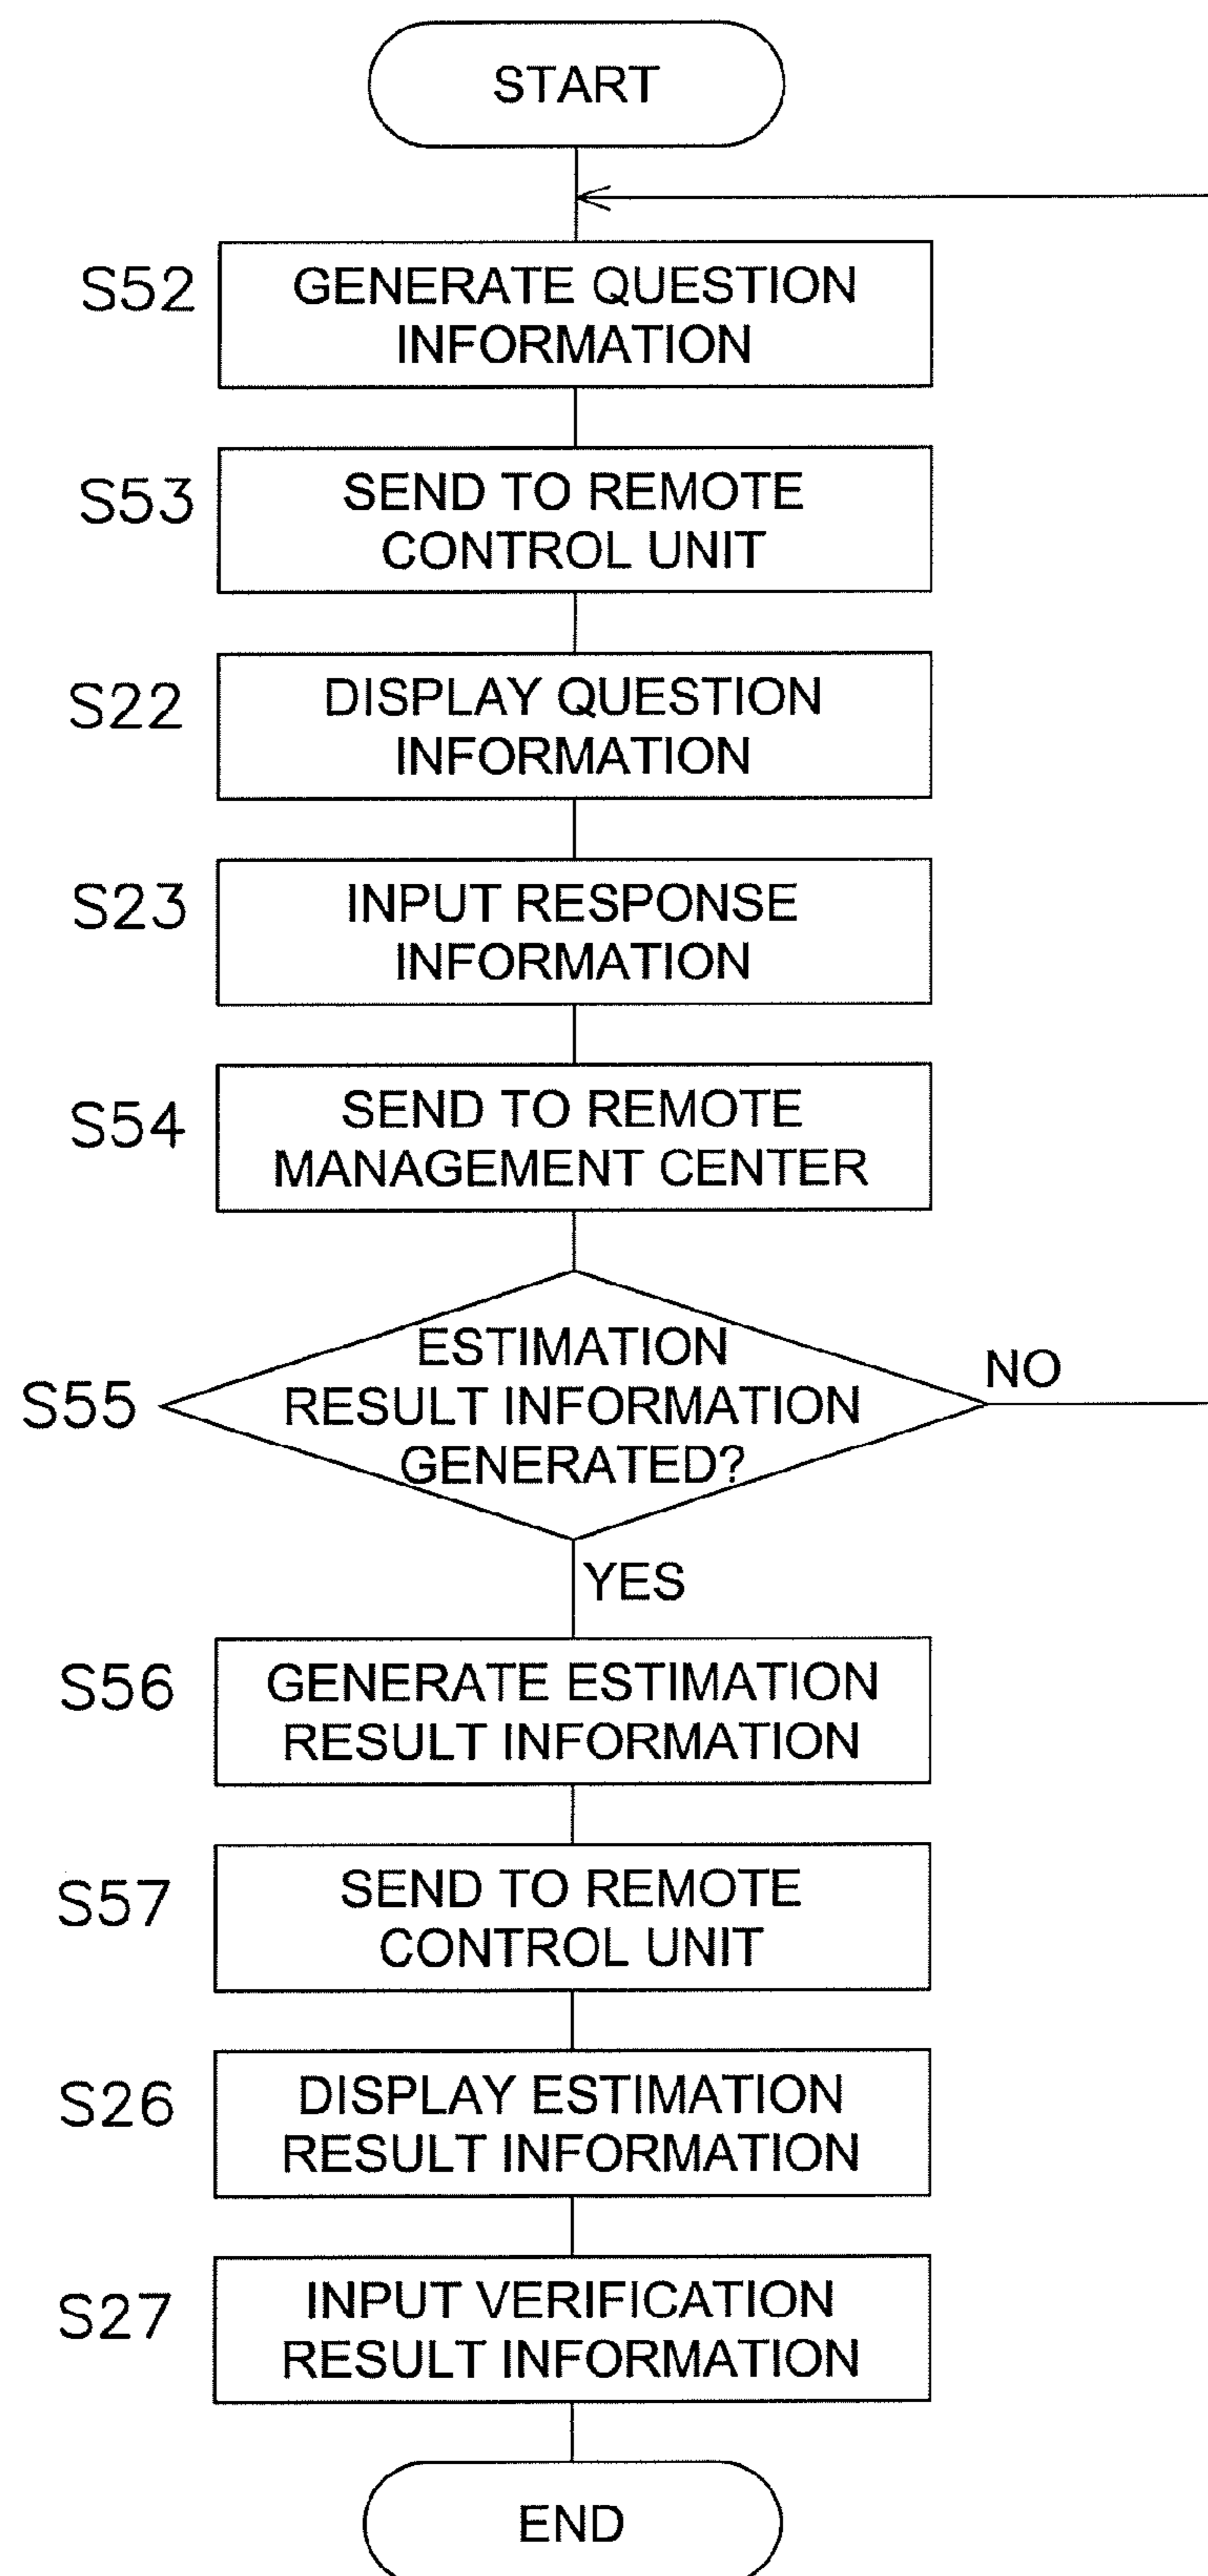 START
S52
GENERATE QUESTION
INFORMATION
S53
SEND TO REMOTE
CONTROL UNIT
S22
DISPLAY QUESTION
INFORMATION
S23
INPUT RESPONSE
INFORMATION
S54
SEND TO REMOTE
MANAGEMENT CENTER
S55
ESTIMATION
RESULT INFORMATION
GENERATED?
NO
YES
S56
GENERATE ESTIMATION
RESULT INFORMATION
S57
SEND TO REMOTE
CONTROL UNIT
S26
DISPLAY ESTIMATION
RESULT INFORMATION
S27
INPUT VERIFICATION
RESULT INFORMATION
END